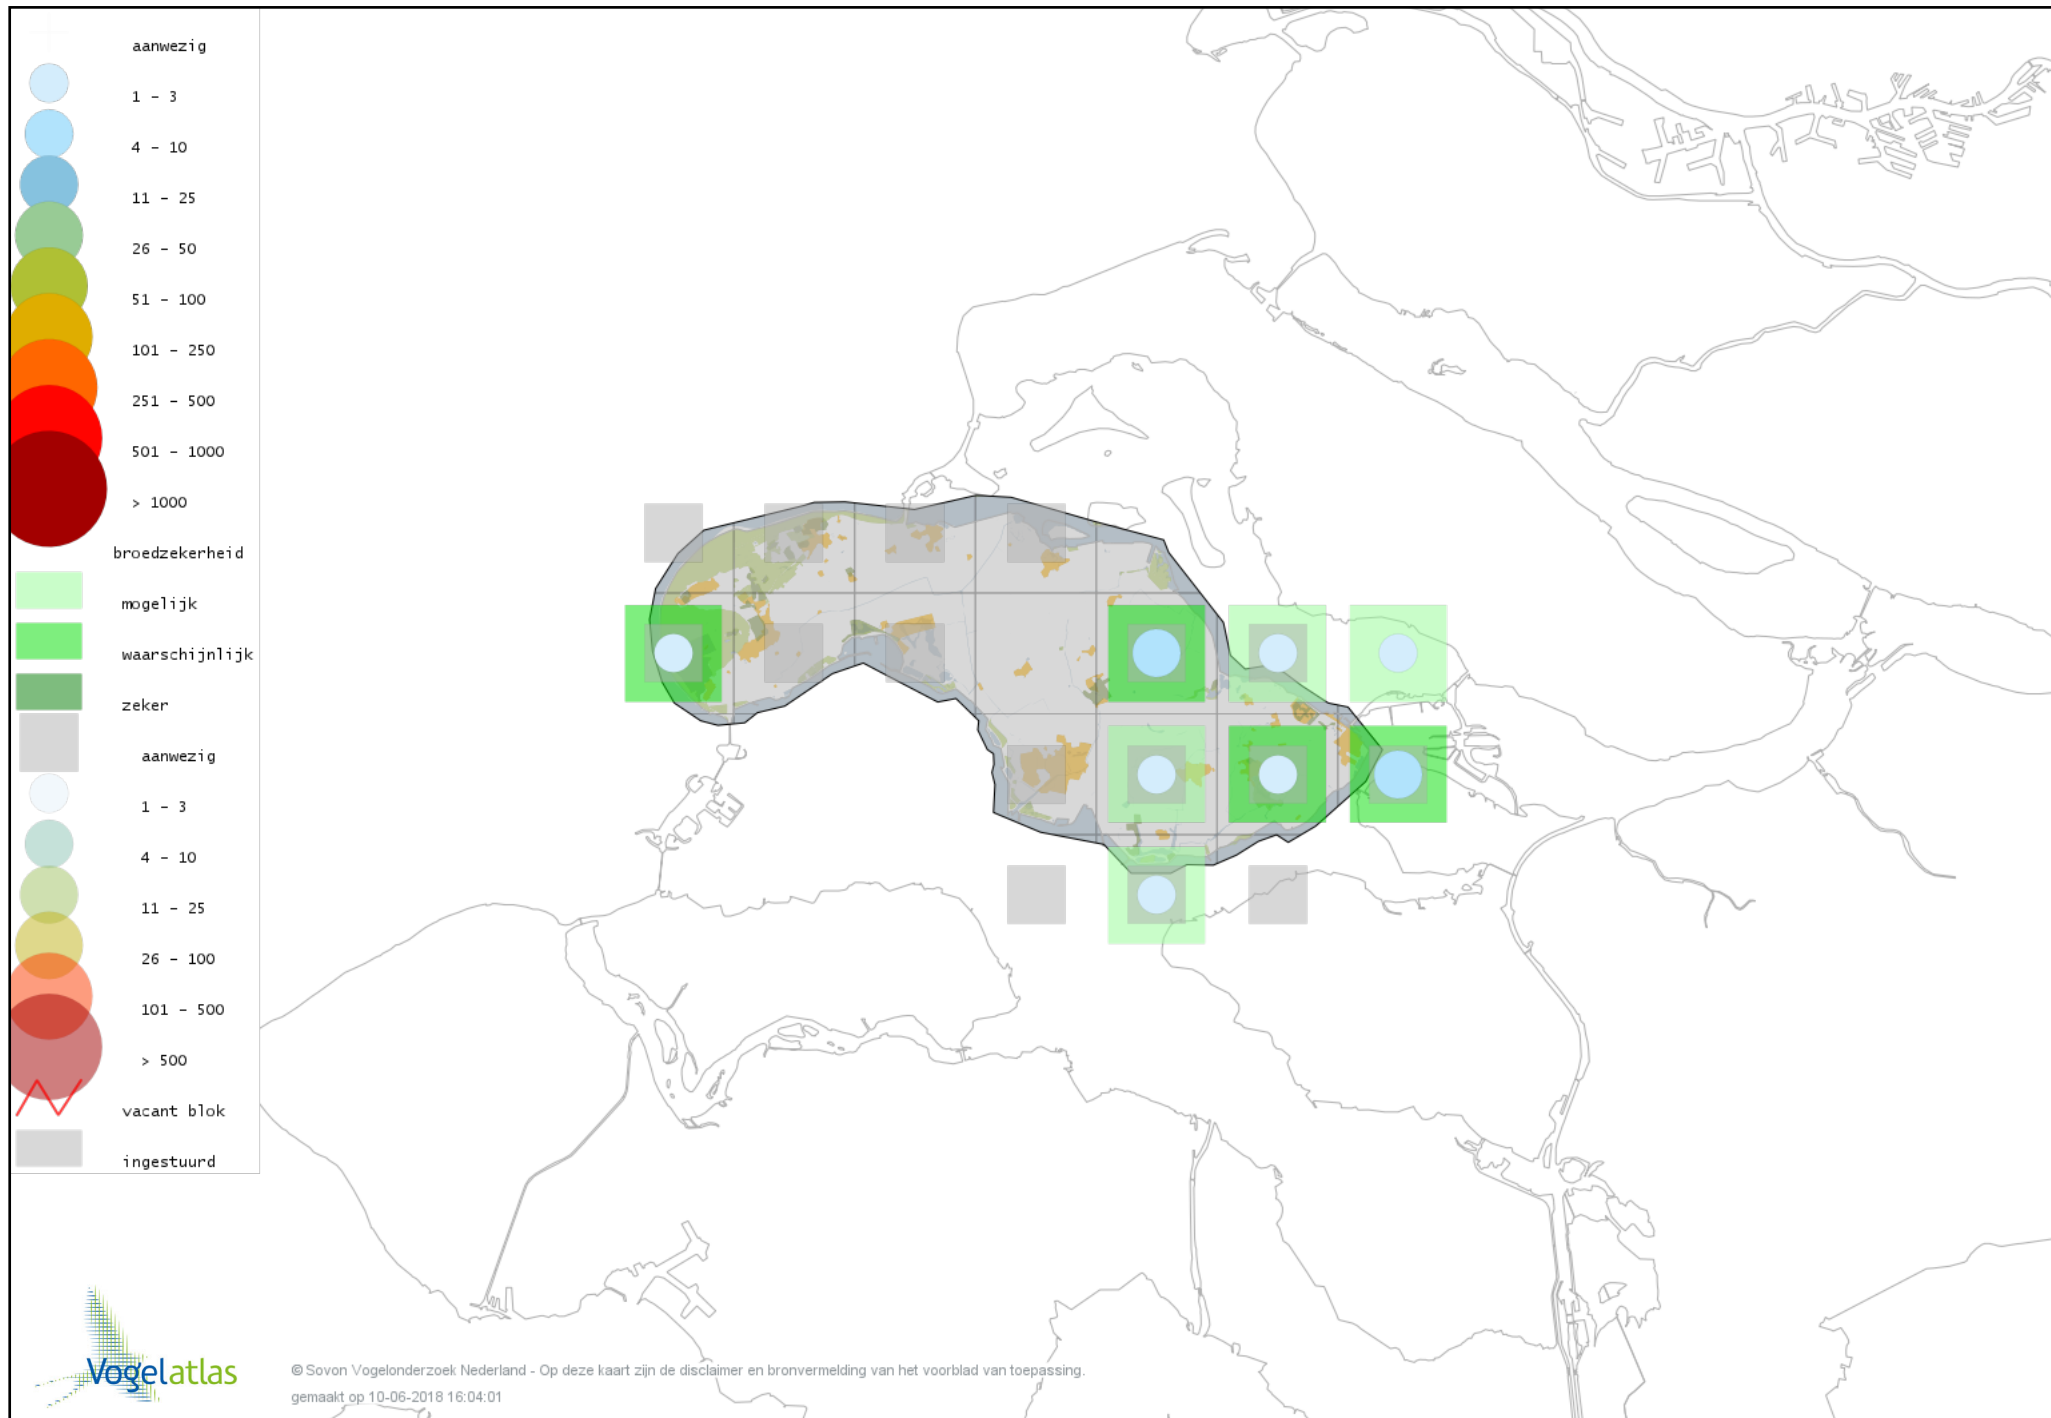 aanwezig
1 - 3
4 - 10
11 - 25
26 - 50
51 - 100
101 - 250
251 - 500
501 - 1000
> 1000
broedzekerheid
mogelijk
waarschijnlijk
zeker
aanwezig
1 - 3
4 - 10
11 - 25
26 - 100
101 - 500
> 500
vacant blok
ingestuurd
Vogelatlas
© Sovon Vogelonderzoek Nederland - Op deze kaart zijn de disclaimer en bronvermelding van het voorblad van toepassing.
gemaakt op 10-06-2018 16:04:01